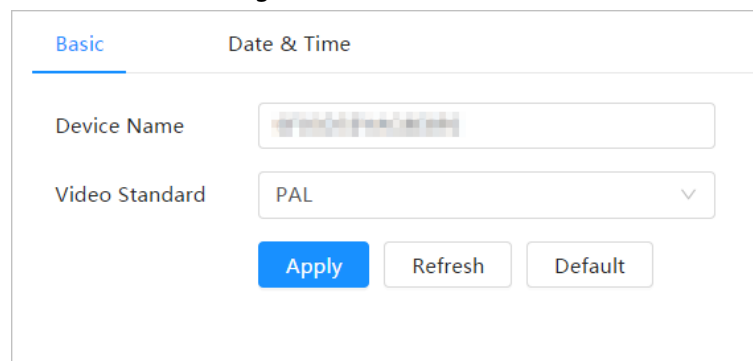 Basic Date & Time
Device Name
Video Standard PAL
Apply Refresh Default